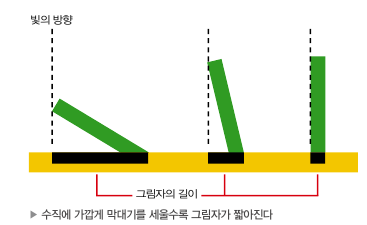 빛의 방향
그림자의 길이
▶ 수직에 가깝게 막대기를 세울수록 그림자가 짧아진다